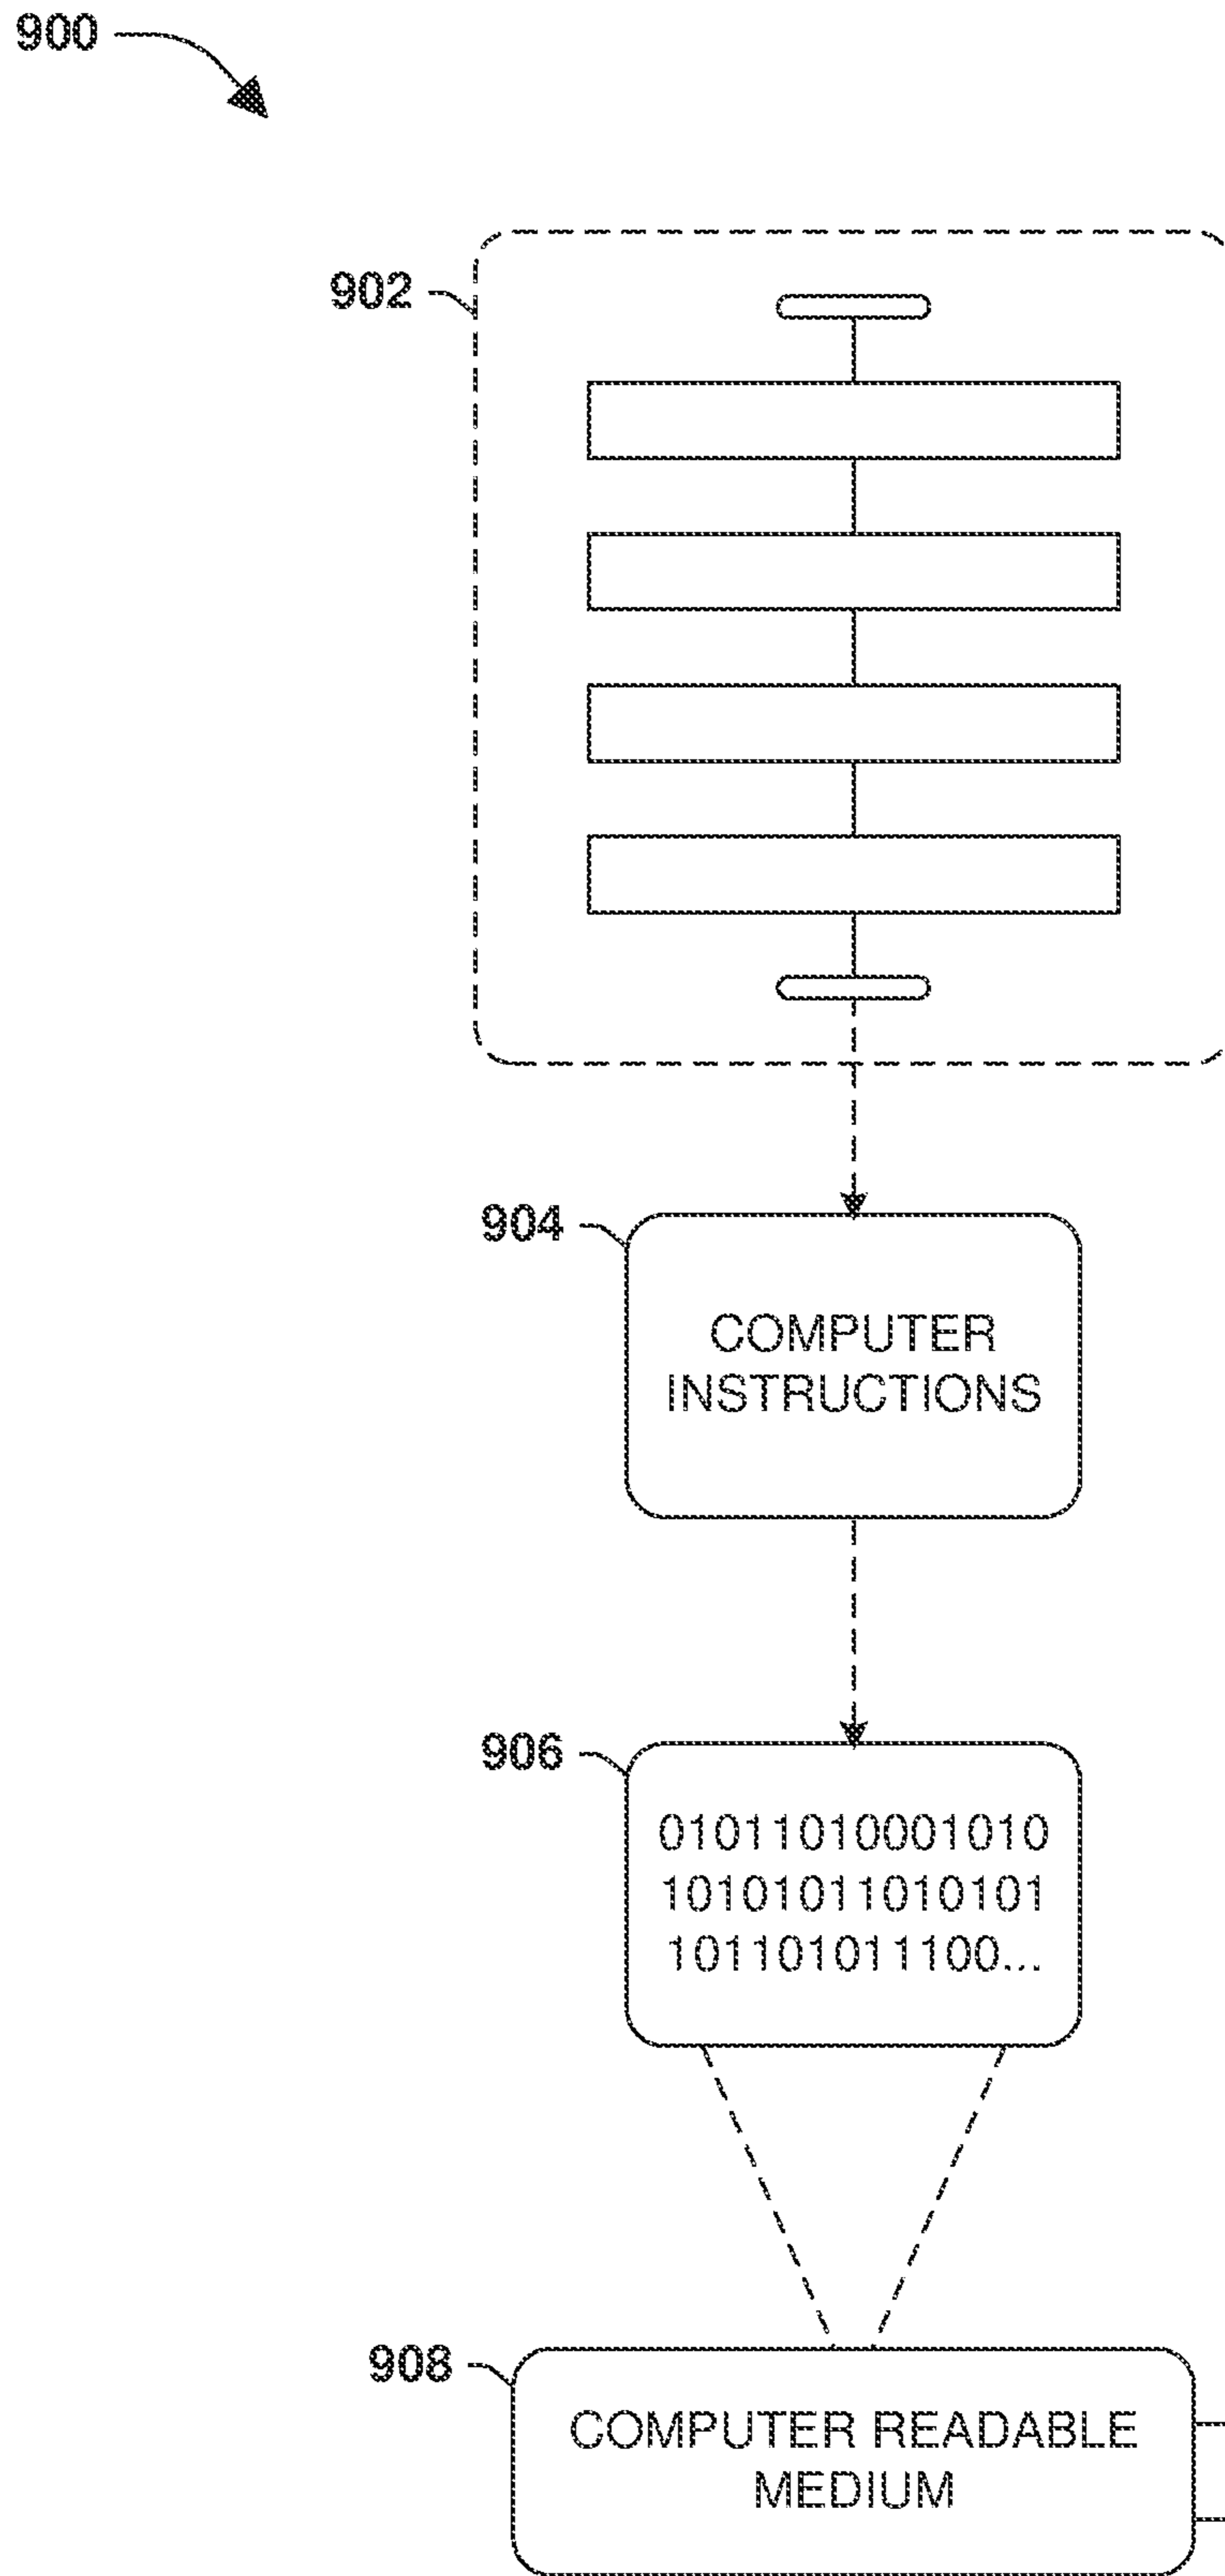 900
902
904
COMPUTER
INSTRUCTIONS
906
01011010001010
10101011010101
101101011100...
908
COMPUTER READABLE
MEDIUM